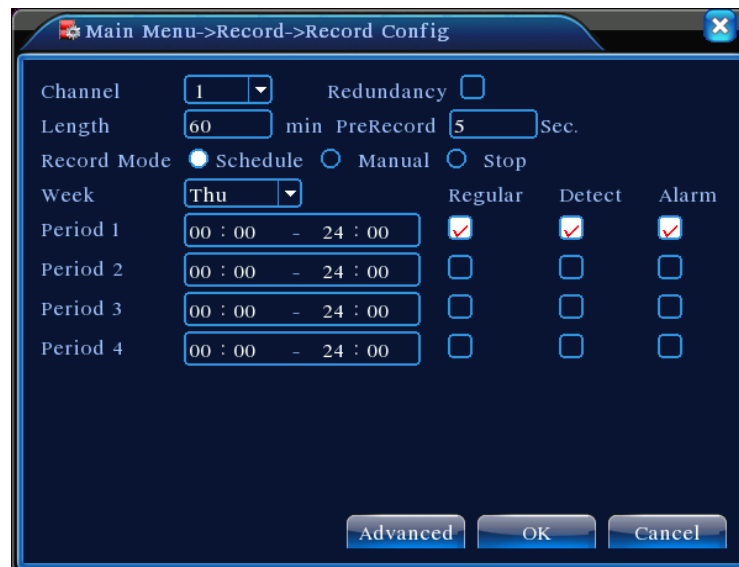 Main Menu->Record->Record Config
Channel 1 Redundancy
Length 60 min PreRecord 5 Sec.
Record Mode Schedule Manual Stop
Week Thu Regular Detect Alarm
Period 1 00 : 00 - 24 : 00
Period 2 00 : 00 - 24 : 00
Period 3 00 : 00 - 24 : 00
Period 4 00 : 00 - 24 : 00
Advanced OK Cancel